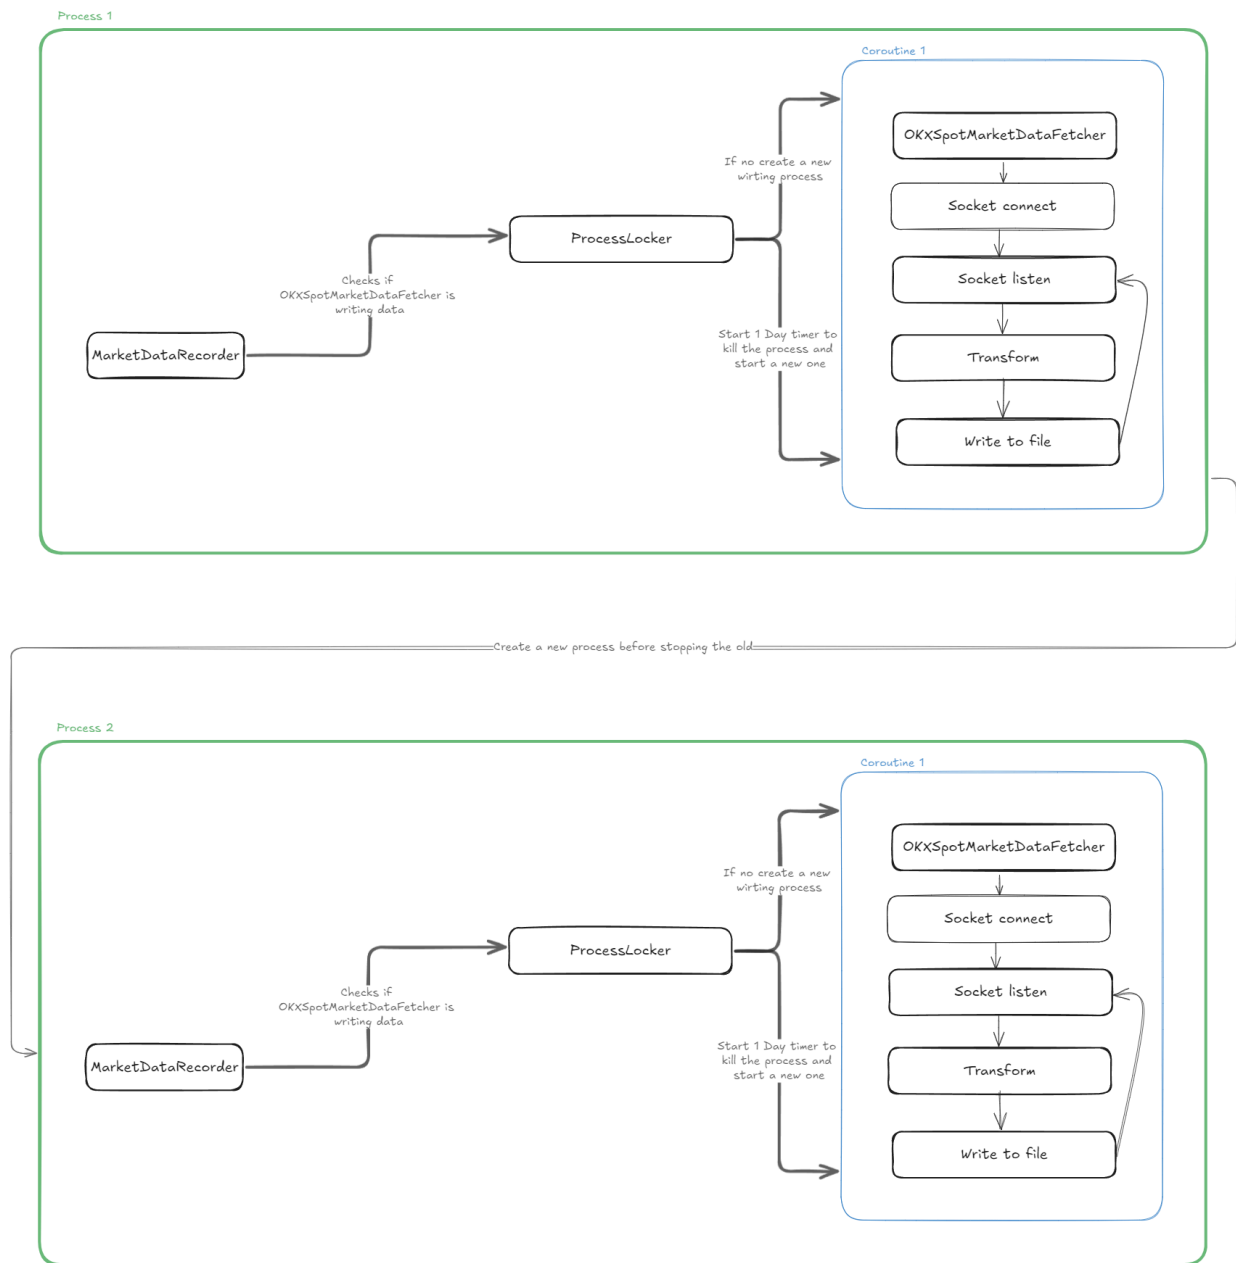 Process 1
Coroutine 1
OKXSpotMarketDataFetcher
If no create a new
wirting process
Socket connect
ProcessLocker
Checks if
OKXSpotMarketDataFetcher is
writing data
Socket listen
Start 1 Day timer to
kill the process and
start a new one
MarketDataRecorder
Transform
Write to file
Create a new process before stopping the old
Process 2
Coroutine 1
OKXSpotMarketDataFetcher
If no create a new
wirting process
Socket connect
ProcessLocker
Checks if
OKXSpotMarketDataFetcher is
writing data
Socket listen
Start 1 Day timer to
kill the process and
start a new one
MarketDataRecorder
Transform
Write to file